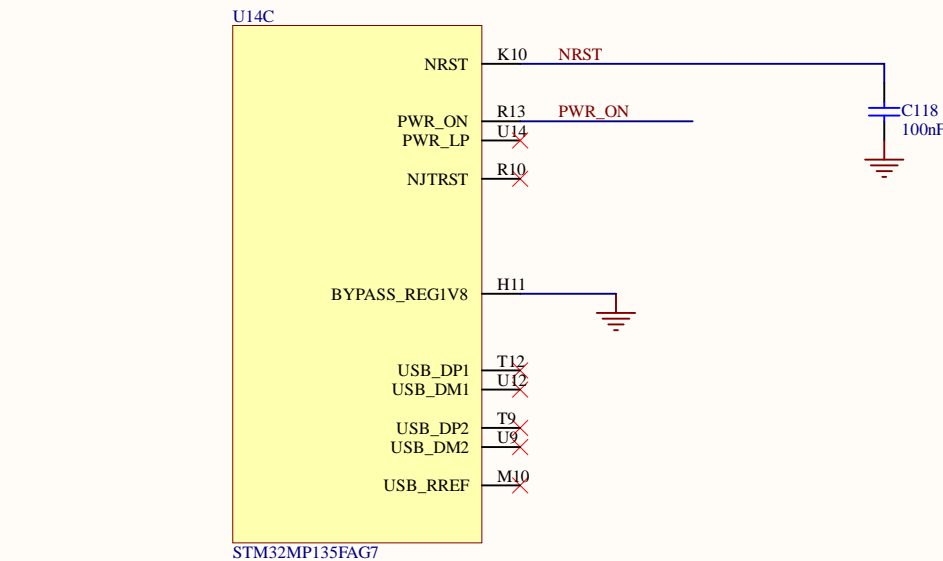 U14C
NRST K10 NRST
C118
100nF
PWR_ON R13 PWR_ON
PWR_LP U14
NJTRST R10
BYPASS_REG1V8 H11
USB_DP1 T12
USB_DM1 U12
USB_DP2 T9
USB_DM2 U9
USB_RREF M10
STM32MP135FAG7